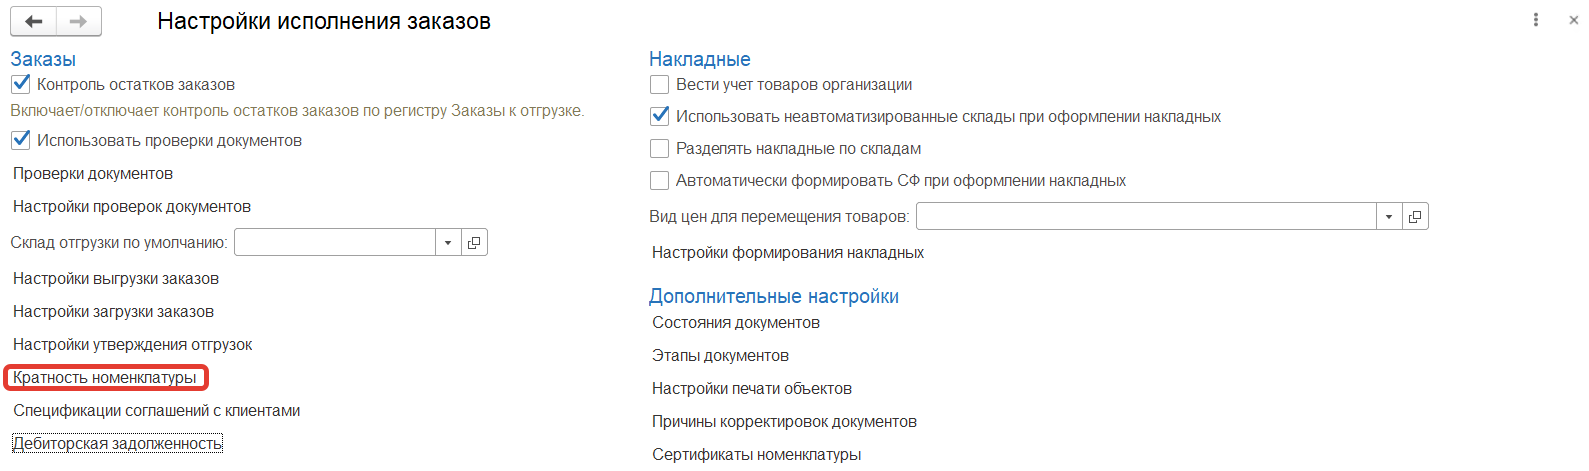 Настройки исполнения заказов
Заказы
Контроль остатков заказов
Включает/отключает контроль остатков заказов по регистру Заказы к отгрузке.
Использовать проверки документов
Проверки документов
Настройки проверок документов
Склад отгрузки по умолчанию:
Настройки выгрузки заказов
Настройки загрузки заказов
Настройки утверждения отгрузок
Кратность номенклатуры
Спецификации соглашений с клиентами
Дебиторская задолженность
Накладные
Вести учет товаров организации
Использовать неавтоматизированные склады при оформлении накладных
Разделять накладные по складам
Автоматически формировать СФ при оформлении накладных
Вид цен для перемещения товаров:
Настройки формирования накладных
Дополнительные настройки
Состояния документов
Этапы документов
Настройки печати объектов
Причины корректировок документов
Сертификаты номенклатуры